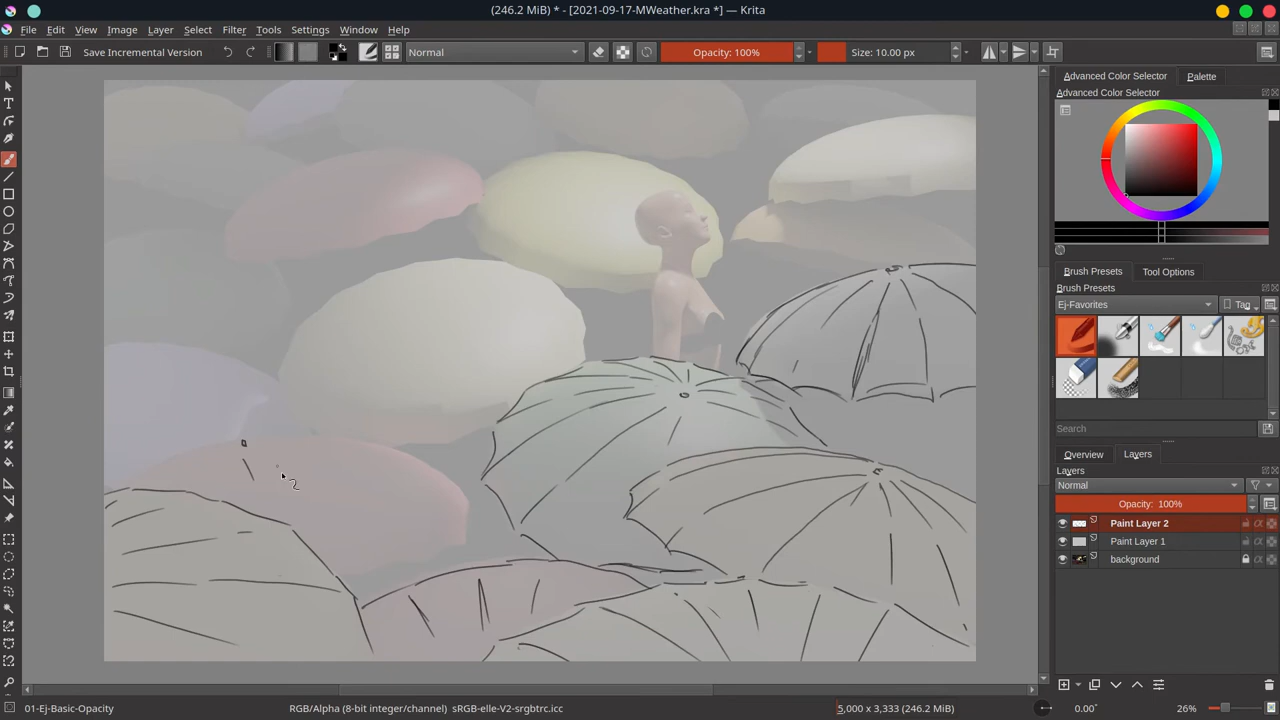 (246.2 MiB) * - [2021-09-17-MWeather.kra *] — Krita
File Edit View Image Layer Select Filter Tools Settings Window Help
Save Incremental Version Normal Opacity: 100% Size: 10.00 px
Advanced Color Selector Palette
Advanced Color Selector
Brush Presets Tool Options
Brush Presets
Ej-Favorites Tag
Search
Overview Layers
Layers
Normal
Opacity: 100%
Paint Layer 2
Paint Layer 1
background
01-Ej-Basic-Opacity RGB/Alpha (8-bit integer/channel) sRGB-elle-V2-srgbtrc.icc 5,000 x 3,333 (246.2 MiB) 0.00° 26%